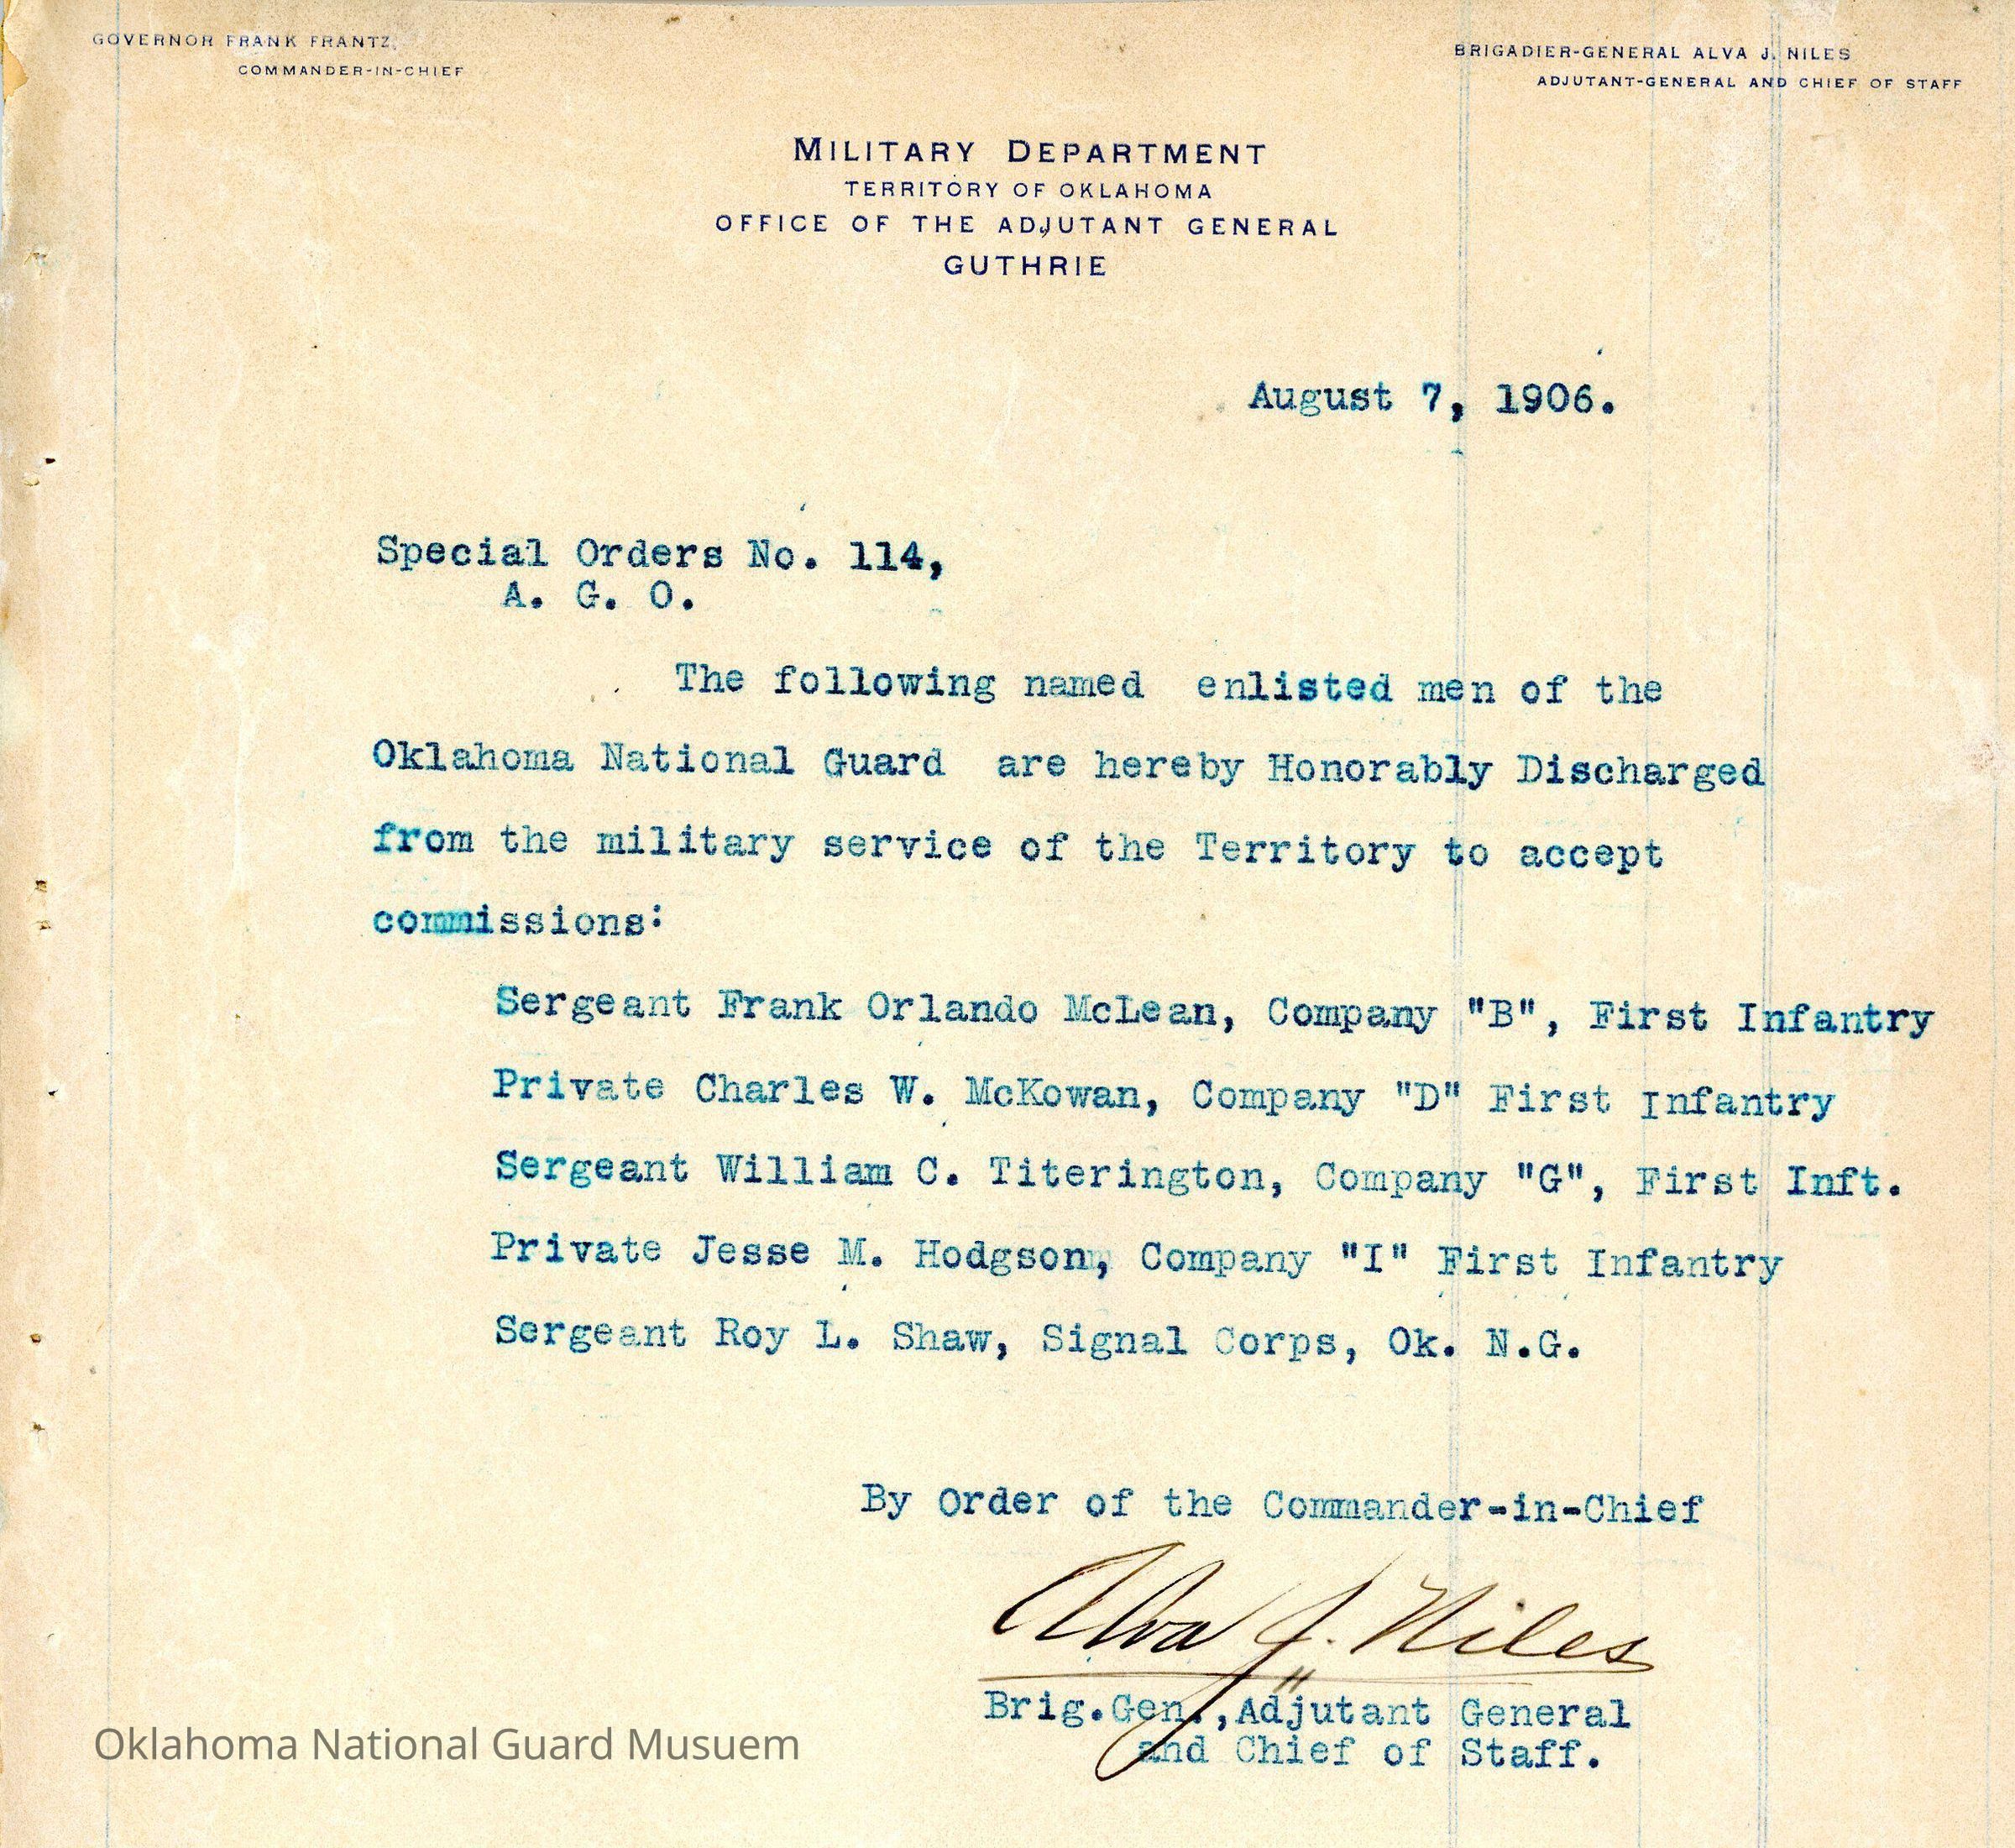 GOVERNOR FRANK FRANTZ,
COMMANDER-IN-CHIEF
BRIGADIER-GENERAL ALVA J. NILES
ADJUTANT-GENERAL AND CHIEF OF STAFF
MILITARY DEPARTMENT
TERRITORY OF OKLAHOMA
OFFICE OF THE ADJUTANT GENERAL
GUTHRIE
August 7, 1906.
Special Orders No. 114,
A. G. O.
The following named enlisted men of the
Oklahoma National Guard are hereby Honorably Discharged
from the military service of the Territory to accept
commissions:
Sergeant Frank Orlando McLean, Company "B", First Infantry
Private Charles W. McKowan, Company "D" First Infantry
Sergeant William C. Titerington, Company "G", First Inft.
Private Jesse M. Hodgson, Company "I" First Infantry
Sergeant Roy L. Shaw, Signal Corps, Ok. N.G.
By Order of the Commander-in-Chief
Alva J. Niles
Brig.Gen.,Adjutant General
and Chief of Staff.
Oklahoma National Guard Musuem